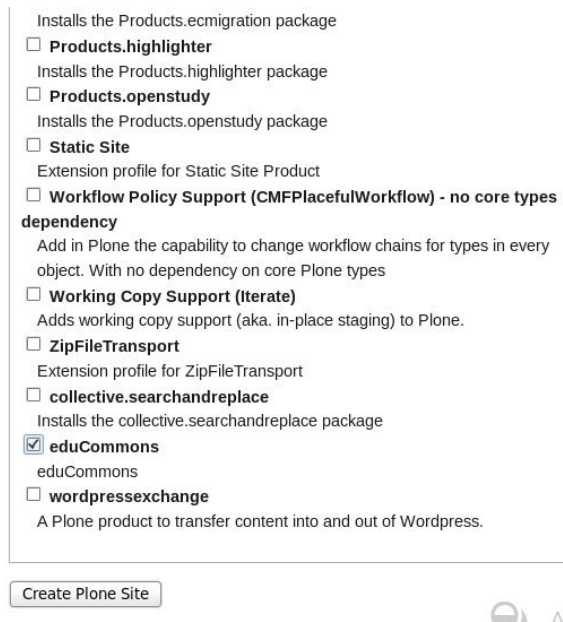 Installs the Products.ecmigration package
Products.highlighter
Installs the Products.highlighter package
Products.openstudy
Installs the Products.openstudy package
Static Site
Extension profile for Static Site Product
Workflow Policy Support (CMFPlacefulWorkflow) - no core types
dependency
Add in Plone the capability to change workflow chains for types in every
object. With no dependency on core Plone types
Working Copy Support (Iterate)
Adds working copy support (aka. in-place staging) to Plone.
ZipFileTransport
Extension profile for ZipFileTransport
collective.searchandreplace
Installs the collective.searchandreplace package
eduCommons
eduCommons
wordpressexchange
A Plone product to transfer content into and out of Wordpress.
Create Plone Site